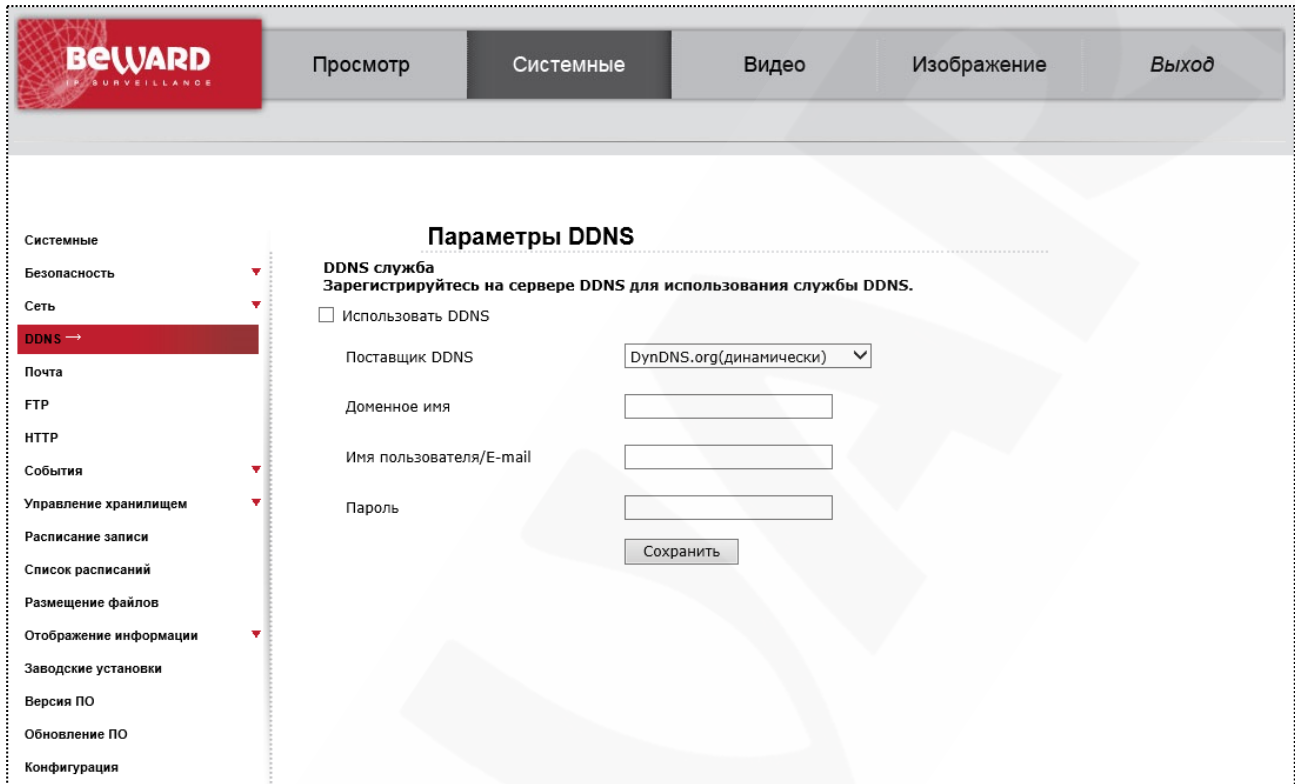 BEWARD
IP SURVEILLANCE
Просмотр
Системные
Видео
Изображение
Выход
Системные
Безопасность
Сеть
DDNS →
Почта
FTP
HTTP
События
Управление хранилищем
Расписание записи
Список расписаний
Размещение файлов
Отображение информации
Заводские установки
Версия ПО
Обновление ПО
Конфигурация
Параметры DDNS
DDNS служба
Зарегистрируйтесь на сервере DDNS для использования службы DDNS.
Использовать DDNS
Поставщик DDNS
DynDNS.org(динамически)
Доменное имя
Имя пользователя/E-mail
Пароль
Сохранить